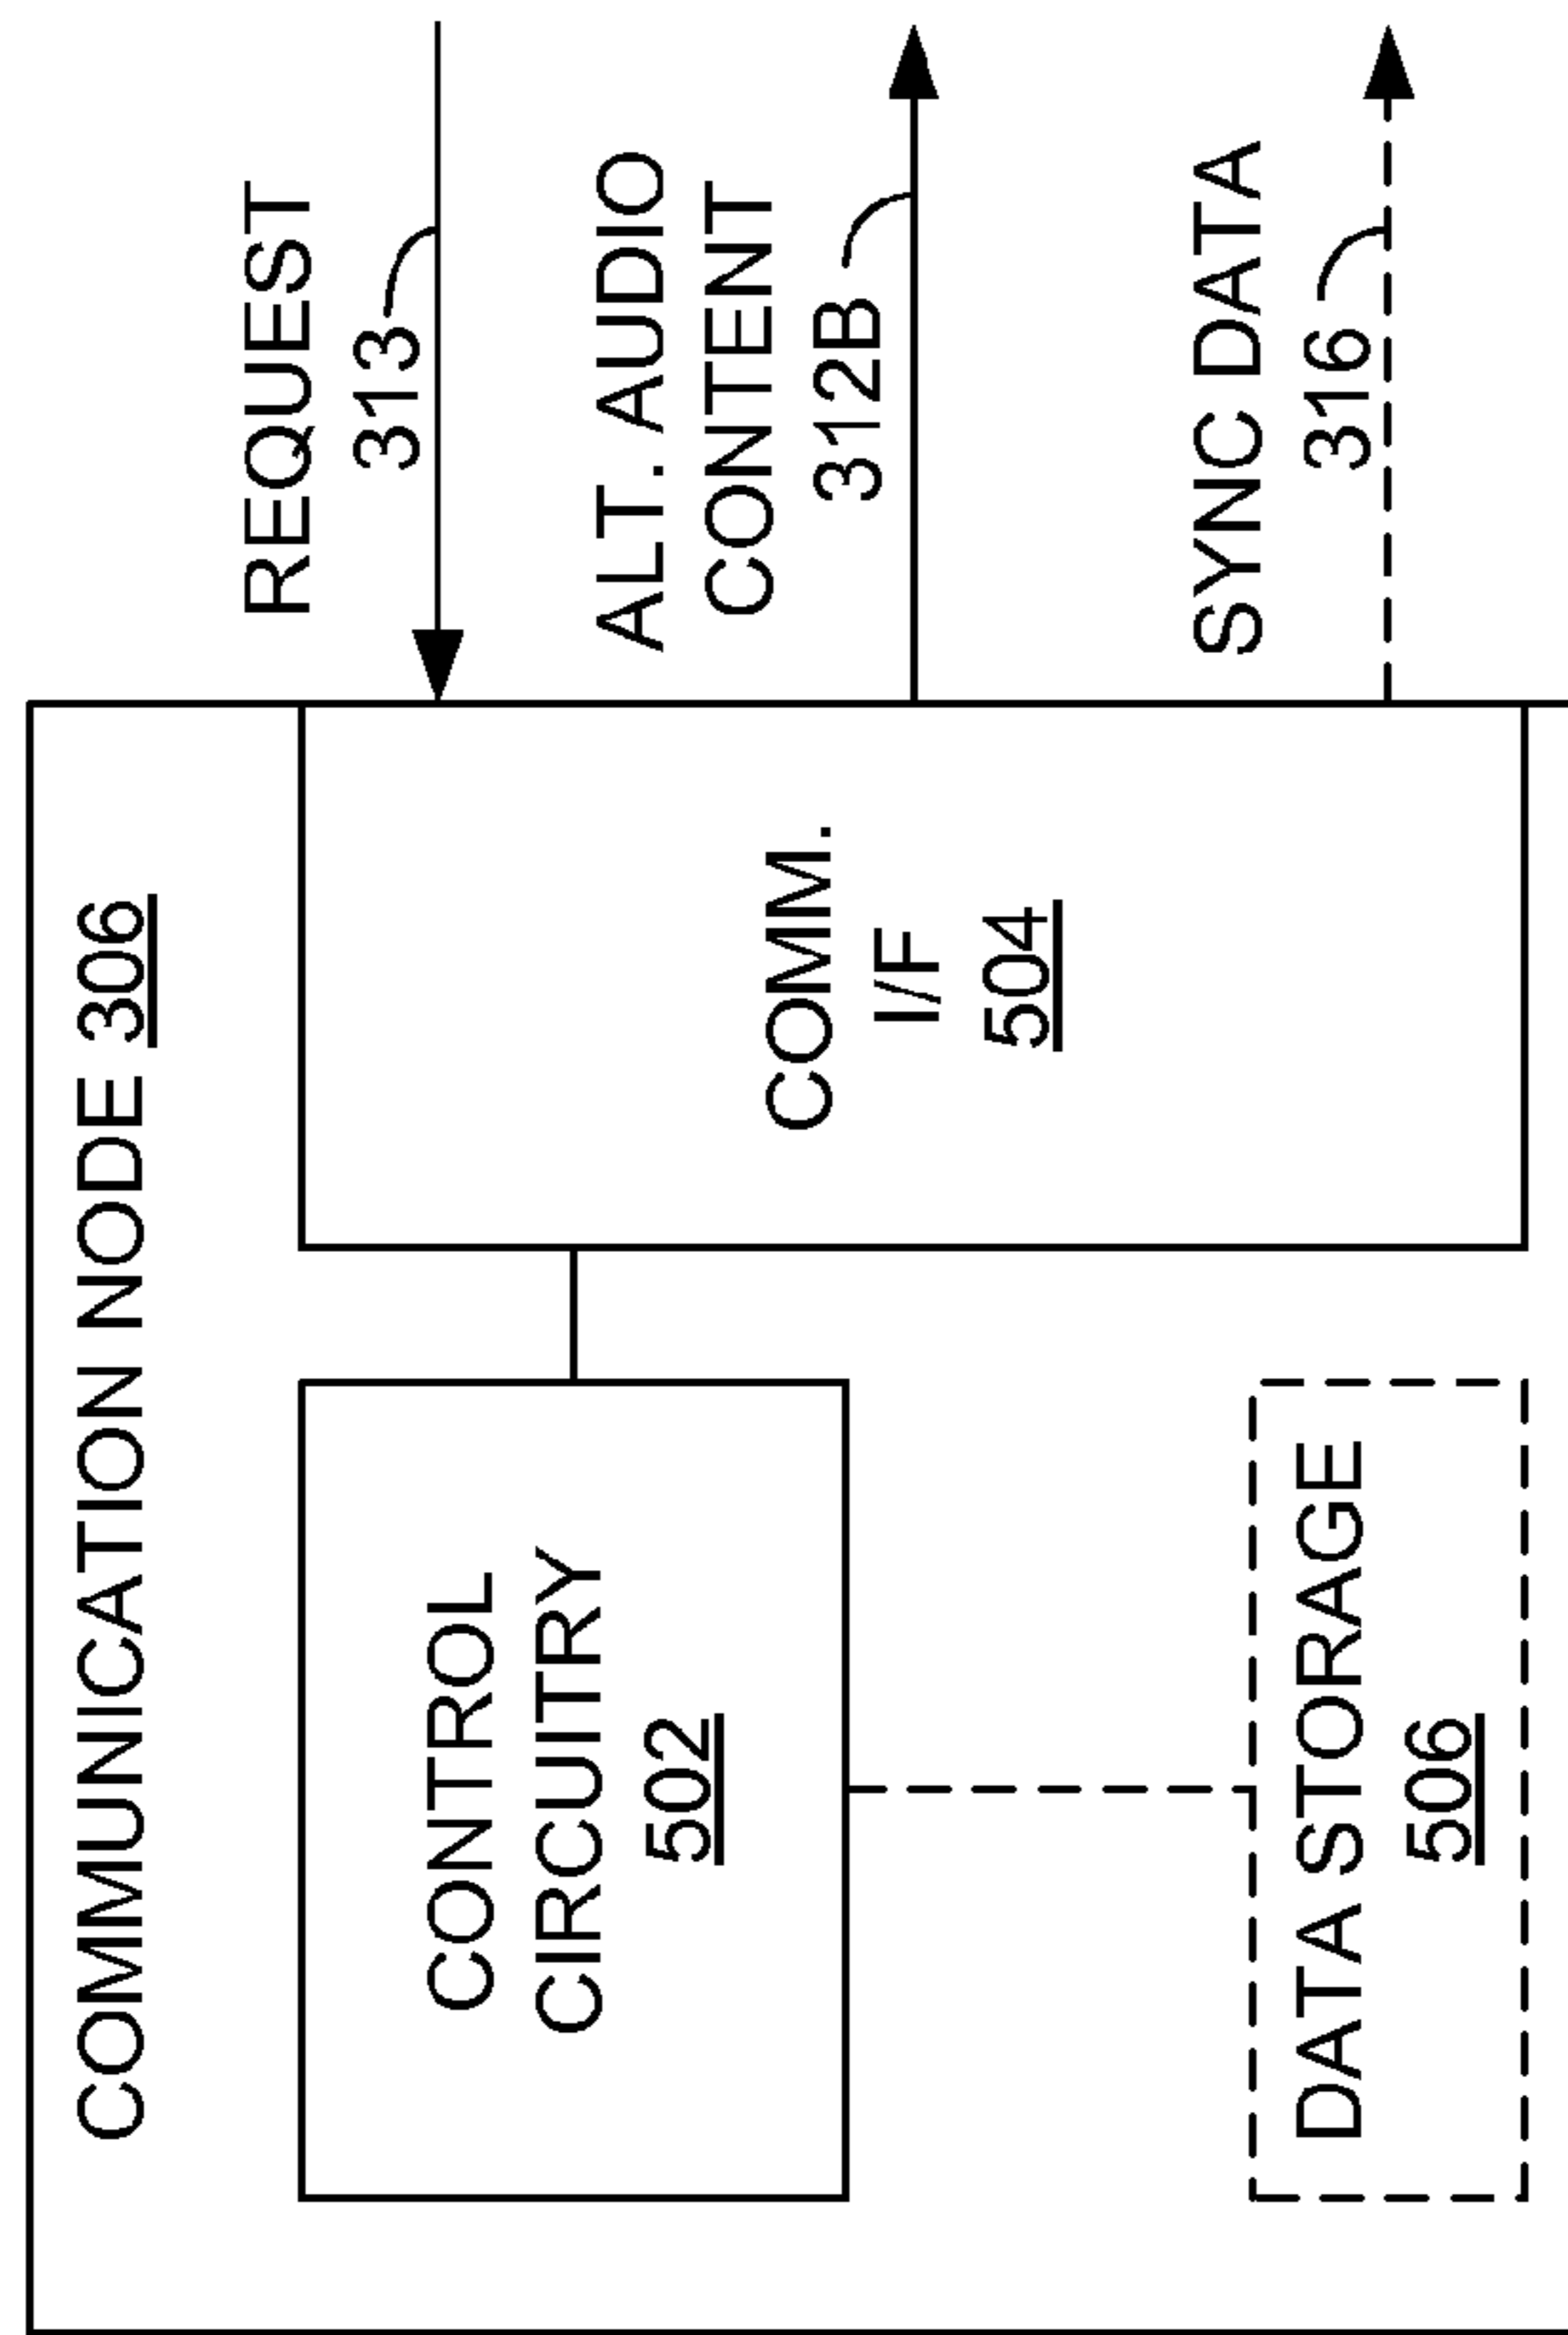 COMMUNICATION NODE 306
CONTROL
CIRCUITRY
502
COMM.
I/F
504
DATA STORAGE
506
REQUEST
313
ALT. AUDIO
CONTENT
312B
SYNC DATA
316